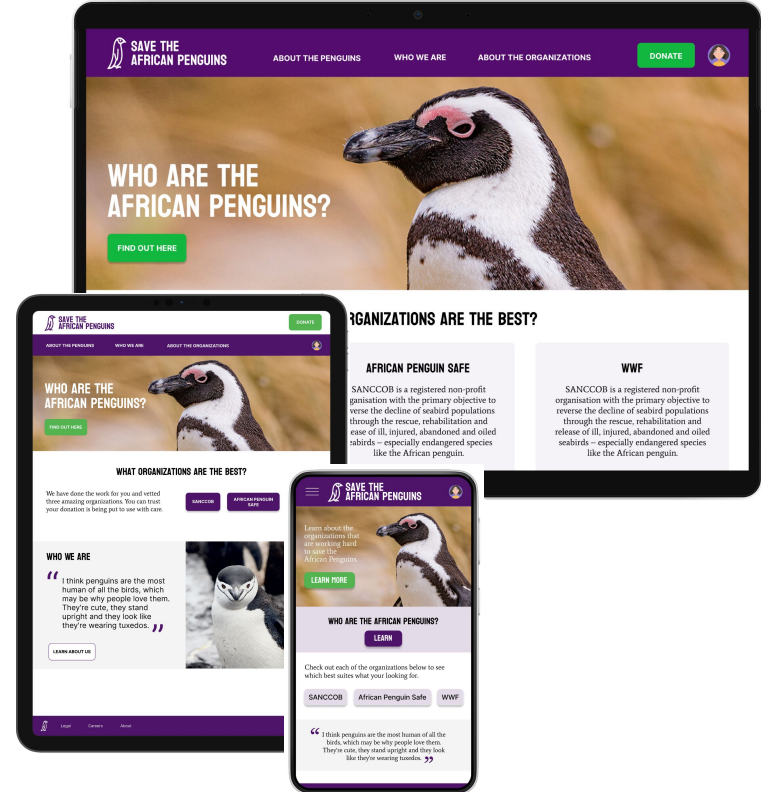 SAVE THE
AFRICAN PENGUINS
ABOUT THE PENGUINS
WHO WE ARE
ABOUT THE ORGANIZATIONS
DONATE
WHO ARE THE
AFRICAN PENGUINS?
FIND OUT HERE
RGANIZATIONS ARE THE BEST?
AFRICAN PENGUIN SAFE
SANCCOB is a registered non-profit
ganisation with the primary objective to
verse the decline of seabird populations
through the rescue, rehabilitation and
ease of ill, injured, abandoned and oiled
eabirds – especially endangered species
like the African penguin.
WWF
SANCCOB is a registered non-profit
organisation with the primary objective to
reverse the decline of seabird populations
through the rescue, rehabilitation and
release of ill, injured, abandoned and oiled
seabirds – especially endangered species
like the African penguin.
SAVE THE
AFRICAN PENGUINS
DONATE
ABOUT THE PENGUINS
WHO WE ARE
ABOUT THE ORGANIZATIONS
WHO ARE THE
AFRICAN PENGUINS?
FIND OUT HERE
WHAT ORGANIZATIONS ARE THE BEST?
We have done the work for you and vetted
three amazing organizations. You can trust
your donation is being put to use with care.
SANCCOB
AFRICAN PENGUIN
SAFE
WHO WE ARE
“ I think penguins are the most
human of all the birds, which
may be why people love them.
They're cute, they stand
upright and they look like
they're wearing tuxedos. ”
LEARN ABOUT US
Legal
Careers
About
SAVE THE
AFRICAN PENGUINS
Learn about the
organizations that
are working hard
to save the
African Penguins
LEARN MORE
WHO ARE THE AFRICAN PENGUINS?
LEARN
Check out each of the organizations below to see
which best suites what your looking for.
SANCCOB
African Penguin Safe
WWF
“ I think penguins are the most human of all the
birds, which may be why people love them.
They're cute, they stand upright and they look
like they're wearing tuxedos. ”